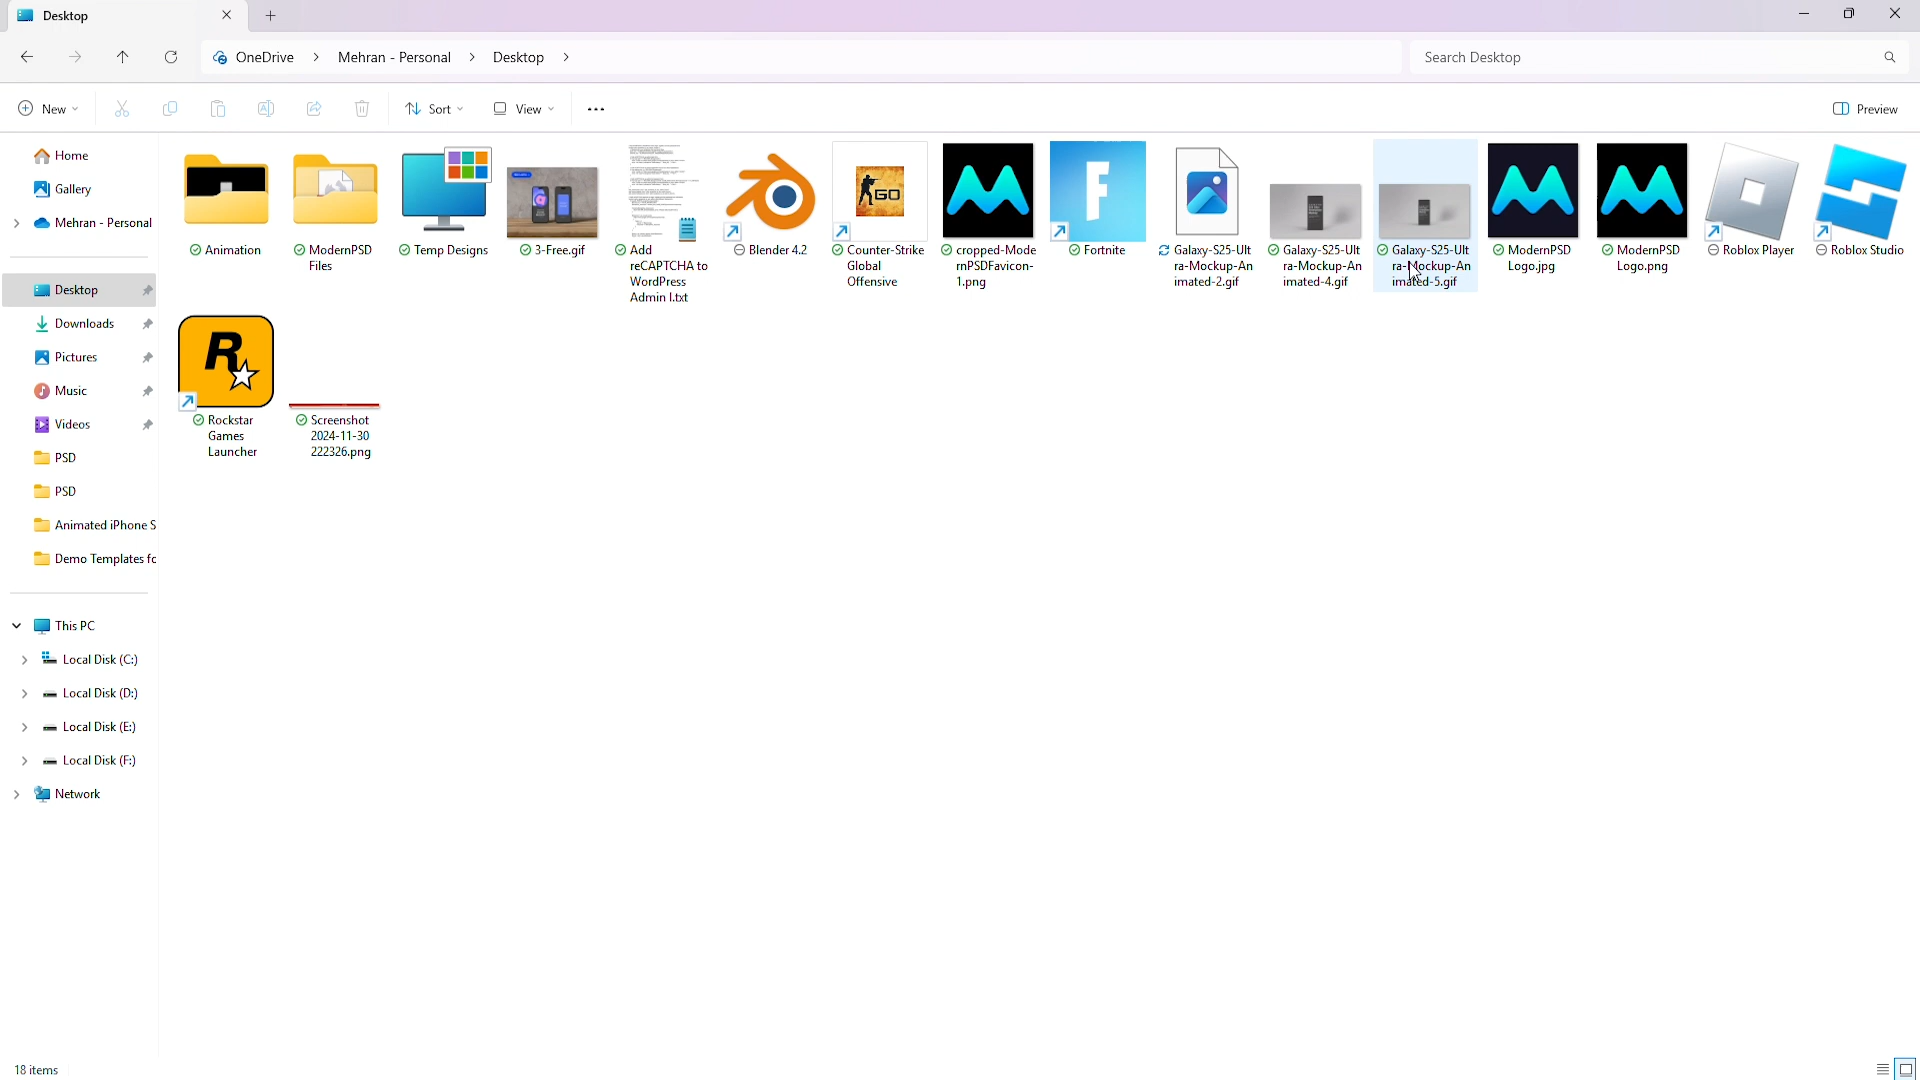 Desktop
OneDrive > Mehran - Personal > Desktop >
Search Desktop
New
Sort
View
Preview
Home
Gallery
Mehran - Personal
Desktop
Downloads
Pictures
Music
Videos
PSD
PSD
Animated iPhone S
Demo Templates fo
This PC
Local Disk (C:)
Local Disk (D:)
Local Disk (E:)
Local Disk (F:)
Network
Animation
ModernPSD
Files
Temp Designs
3-Free.gif
Add
reCAPTCHA to
WordPress
Admin l.txt
Blender 4.2
GO
Counter-Strike
Global
Offensive
cropped-Mode
rnPSDFavicon-
1.png
F
Fortnite
Galaxy-S25-Ult
ra-Mockup-An
imated-2.gif
Galaxy-S25-Ult
ra-Mockup-An
imated-4.gif
Galaxy-S25-Ult
ra-Mockup-An
imated-5.gif
ModernPSD
Logo.jpg
ModernPSD
Logo.png
Roblox Player
Roblox Studio
R
Rockstar
Games
Launcher
Screenshot
2024-11-30
222326.png
18 items